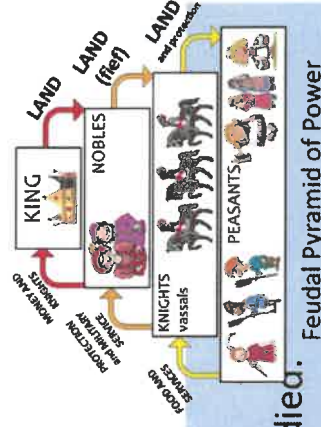 KING
LAND
MONEY AND
KNIGHTS
NOBLES
LAND
(fief)
PROTECTION
and MILITARY
SERVICE
KNIGHTS
vassals
LAND
and protection
FOOD AND
SERVICES
PEASANTS
lied.
Feudal Pyramid of Power